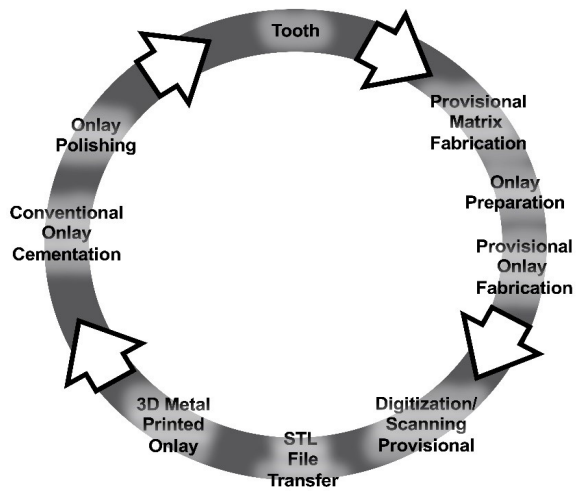 Tooth
Provisional
Matrix
Fabrication
Onlay
Preparation
Provisional
Onlay
Fabrication
Digitization/
Scanning
Provisional
STL
File
Transfer
3D Metal
Printed
Onlay
Conventional
Onlay
Cementation
Onlay
Polishing